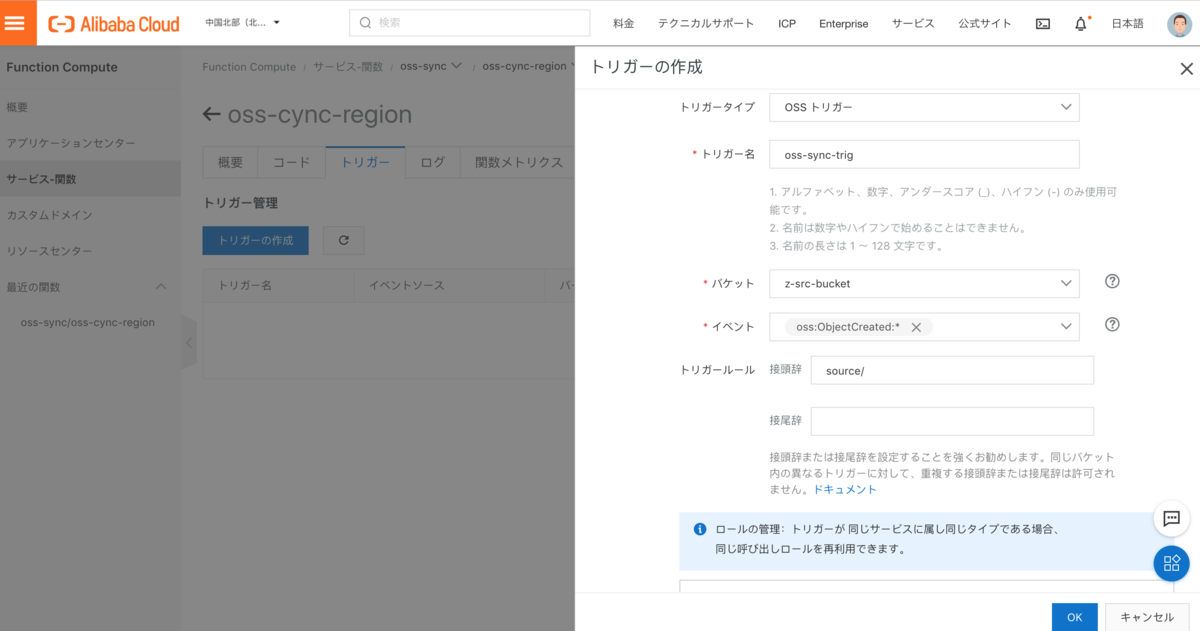 Alibaba Cloud
中国北部（北...
検索
料金
テクニカルサポート
ICP
Enterprise
サービス
公式サイト
日本語
Function Compute
概要
アプリケーションセンター
サービス-関数
カスタムドメイン
リソースセンター
最近の関数
oss-sync/oss-cync-region
Function Compute / サービス-関数 / oss-sync / oss-cync-region
oss-cync-region
概要
コード
トリガー
ログ
関数メトリクス
トリガー管理
トリガーの作成
トリガー名
イベントソース
バ
トリガーの作成
トリガータイプ
OSS トリガー
* トリガー名
oss-sync-trig
1. アルファベット、数字、アンダースコア (_)、ハイフン (-) のみ使用可
能です。
2. 名前は数字やハイフンで始めることはできません。
3. 名前の長さは 1 ～ 128 文字です。
* バケット
z-src-bucket
* イベント
oss:ObjectCreated:*
トリガールール
接頭辞
source/
接尾辞
接頭辞または接尾辞を設定することを強くお勧めします。同じバケット
内の異なるトリガーに対して、重複する接頭辞または接尾辞は許可され
ません。ドキュメント
ロールの管理: トリガーが 同じサービスに属し同じタイプである場合、
同じ呼び出しロールを再利用できます。
OK
キャンセル